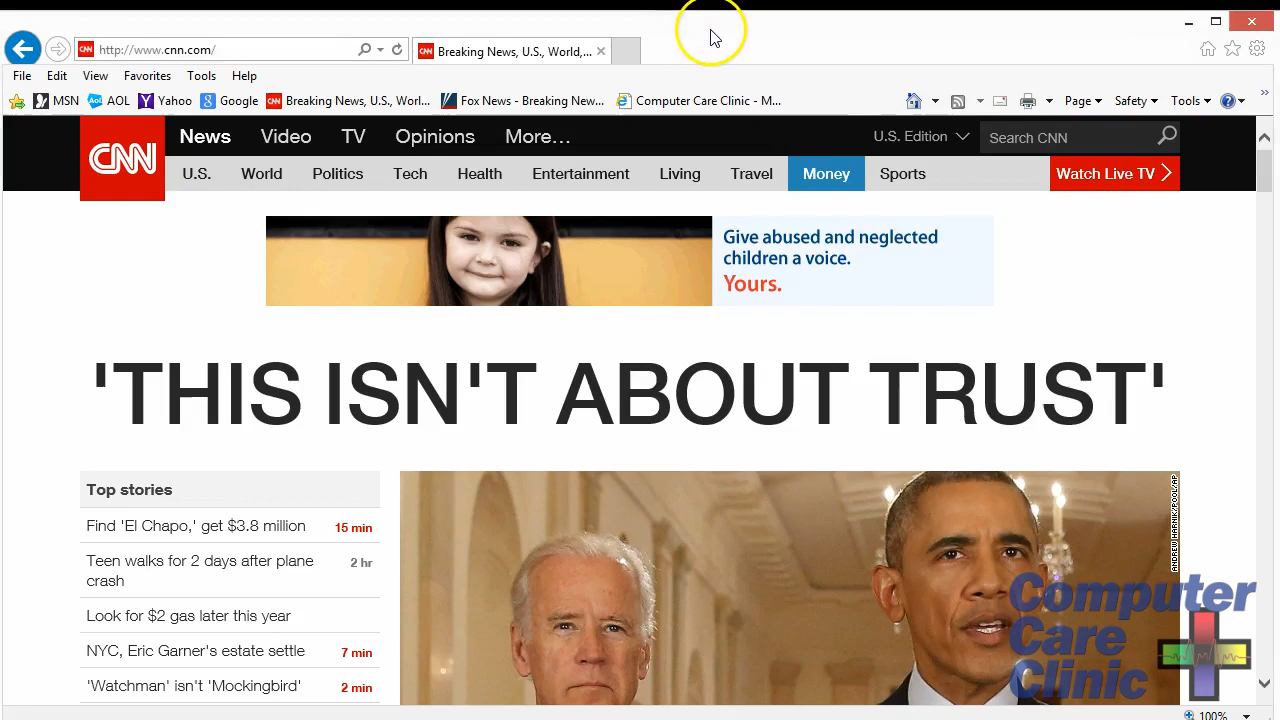 http://www.cnn.com/
Breaking News, U.S., World,...
File Edit View Favorites Tools Help
MSN AOL Yahoo Google Breaking News, U.S., Worl... Fox News - Breaking New... Computer Care Clinic - M...
Page Safety Tools
CNN
News Video TV Opinions More...
U.S. Edition
Search CNN
U.S. World Politics Tech Health Entertainment Living Travel Money Sports
Watch Live TV
Give abused and neglected
children a voice.
Yours.
'THIS ISN'T ABOUT TRUST'
Top stories
Find 'El Chapo,' get $3.8 million 15 min
Teen walks for 2 days after plane
crash 2 hr
Look for $2 gas later this year
NYC, Eric Garner's estate settle 7 min
'Watchman' isn't 'Mockingbird' 2 min
ANDREW HARNIK/POOL/AP
Computer
Care
Clinic
100%